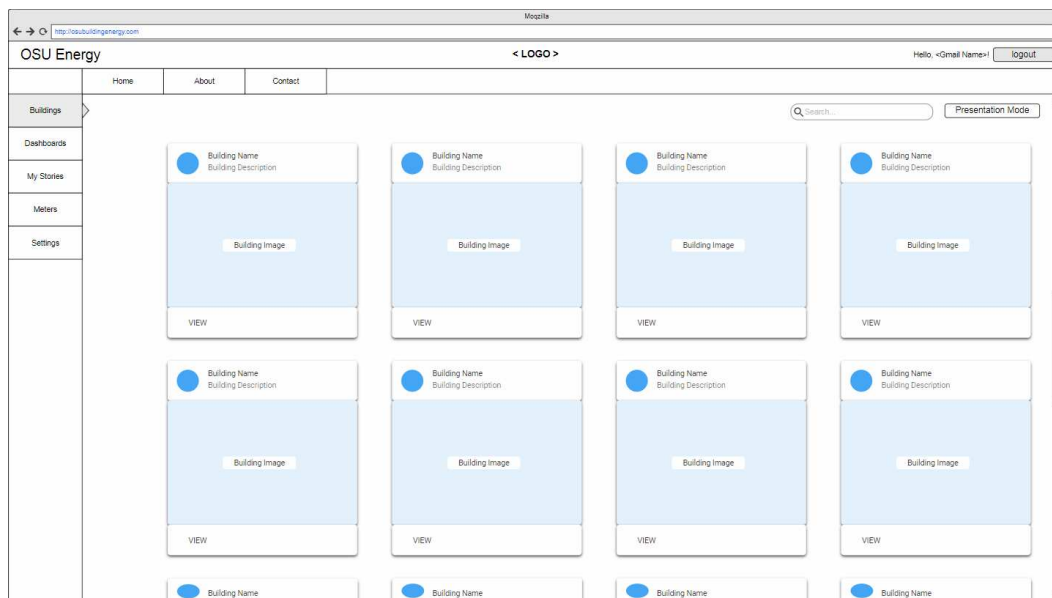 Moqzilla
http://osubuildingenergy.com
OSU Energy
< LOGO >
Hello, <Gmail Name>!
logout
Home
About
Contact
Buildings
Dashboards
My Stories
Meters
Settings
Search...
Presentation Mode
Building Name
Building Description
Building Image
VIEW
Building Name
Building Description
Building Image
VIEW
Building Name
Building Description
Building Image
VIEW
Building Name
Building Description
Building Image
VIEW
Building Name
Building Description
Building Image
VIEW
Building Name
Building Description
Building Image
VIEW
Building Name
Building Description
Building Image
VIEW
Building Name
Building Description
Building Image
VIEW
Building Name
Building Name
Building Name
Building Name